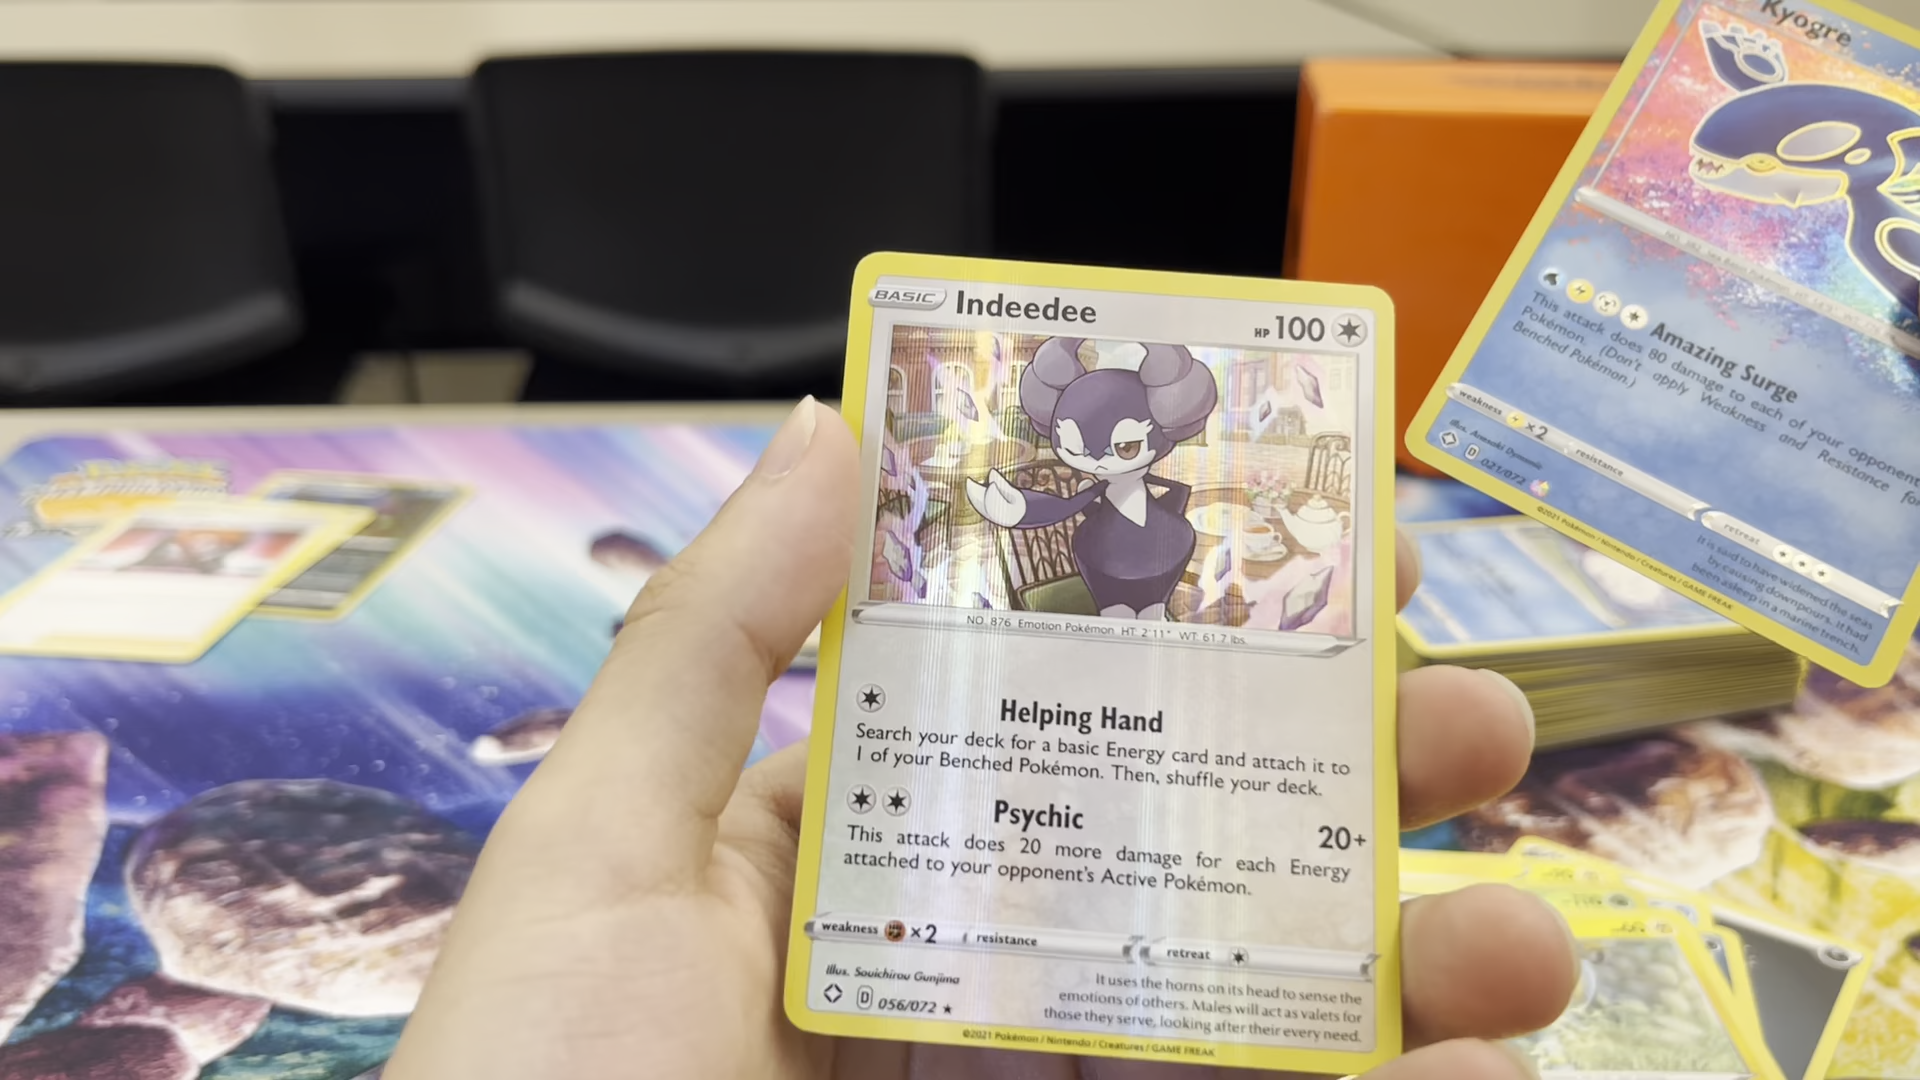 BASIC Indeedee HP 100
NO. 876 Emotion Pokémon HT: 2'11" WT: 61.7 lbs.
Helping Hand
Search your deck for a basic Energy card and attach it to
1 of your Benched Pokémon. Then, shuffle your deck.
Psychic 20+
This attack does 20 more damage for each Energy
attached to your opponent's Active Pokémon.
weakness ×2 resistance retreat
Illus. Souichirou Gunjima
D 056/072
It uses the horns on its head to sense the
emotions of others. Males will act as valets for
those they serve, looking after their every need.
©2021 Pokémon / Nintendo / Creatures / GAME FREAK
Kyogre
Amazing Surge
This attack does 80 damage to each of your opponent's
Pokémon. (Don't apply Weakness and Resistance for
Benched Pokémon.)
weakness ×2 resistance
retreat
Illus. Anesaki Dynamic
D 021/072
©2021 Pokémon / Nintendo / Creatures / GAME FREAK
It is said to have widened the seas
by causing downpours. It had
been asleep in a marine trench.